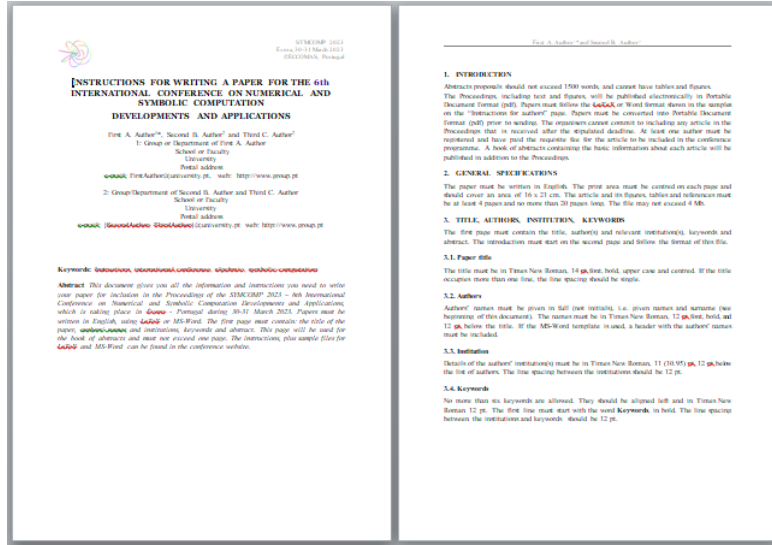 SYMCOMP 2023
Évora, 30-31 March 2023
©ECCOMAS, Portugal
INSTRUCTIONS FOR WRITING A PAPER FOR THE 6th
INTERNATIONAL CONFERENCE ON NUMERICAL AND
SYMBOLIC COMPUTATION
DEVELOPMENTS AND APPLICATIONS
First A. Author¹*, Second B. Author² and Third C. Author²
1: Group or Department of First A. Author
School or Faculty
University
Postal address
e-mail: FirstAuthor@university.pt, web: http://www.group.pt
2: Group/Department of Second B. Author and Third C. Author
School or Faculty
University
Postal address
e-mail: {SecondAuthor, ThirdAuthor}@university.pt web: http://www.group.pt
Keywords: Instructions, international conference, algebraic, symbolic computation
Abstract This document gives you all the information and instructions you need to write
your paper for inclusion in the Proceedings of the SYMCOMP 2023 – 6th International
Conference on Numerical and Symbolic Computation Developments and Applications,
which is taking place in Évora - Portugal during 30-31 March 2023. Papers must be
written in English, using LaTeX or MS-Word. The first page must contain: the title of the
paper, authors names and institutions, keywords and abstract. This page will be used for
the book of abstracts and must not exceed one page. The instructions, plus sample files for
LaTeX and MS-Word can be found in the conference website.
First A. Author¹*and Second B. Author²
1. INTRODUCTION
Abstracts proposals should not exceed 1500 words, and cannot have tables and figures.
The Proceedings, including text and figures, will be published electronically in Portable
Document Format (pdf). Papers must follow the LaTeX or Word format shown in the samples
on the “Instructions for authors” page. Papers must be converted into Portable Document
Format (pdf) prior to sending. The organisers cannot commit to including any article in the
Proceedings that in received after the stipulated deadline. At least one author must be
registered and have paid the requisite fee for the article to be included in the conference
programme. A book of abstracts containing the basic information about each article will be
published in addition to the Proceedings.
2. GENERAL SPECIFICATIONS
The paper must be written in English. The print area must be centred on each page and
should cover an area of 16 x 21 cm. The article and its figures, tables and references must
be at least 4 pages and no more than 20 pages long. The file may not exceed 4 Mb.
3. TITLE, AUTHORS, INSTITUTION, KEYWORDS
The first page must contain the title, author(s) and relevant institution(s), keywords and
abstract. The introduction must start on the second page and follow the format of this file.
3.1. Paper title
The title must be in Times New Roman, 14 pt, font, bold, upper case and centred. If the title
occupies more than one line, the line spacing should be single.
3.2. Authors
Authors’ names must be given in full (not initials), i.e. given names and surname (see
beginning of this document). The names must be in Times New Roman, 12 pt, font, bold, and
12 pt, below the title. If the MS-Word template is used, a header with the authors’ names
must be included.
3.3. Institution
Details of the authors’ institution(s) must be in Times New Roman, 11 (10.95) pt, 12 pt, below
the list of authors. The line spacing between the institutions should be 12 pt.
3.4. Keywords
No more than six keywords are allowed. They should be aligned left and in Times New
Roman 12 pt. The first line must start with the word Keywords, in bold. The line spacing
between the institutions and keywords should be 12 pt.